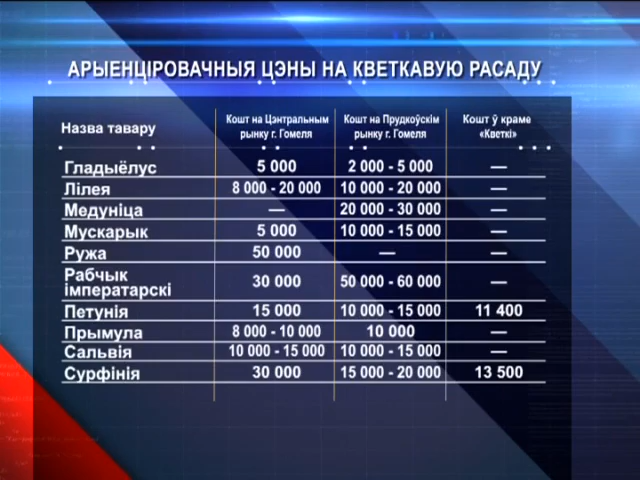 АРЫЕНЦІРОВАЧНЫЯ ЦЭНЫ НА КВЕТКАВУЮ РАСАДУ
Назва тавару
Кошт на Цэнтральным
рынку г. Гомеля
Кошт на Прудкоўскім
рынку г. Гомеля
Кошт ў краме
«Кветкі»
Гладыёлус 5 000 2 000 - 5 000 —
Лілея 8 000 - 20 000 10 000 - 20 000 —
Медуніца — 20 000 - 30 000 —
Мускарык 5 000 10 000 - 15 000 —
Ружа 50 000 — —
Рабчык
імператарскі 30 000 50 000 - 60 000 —
Петунія 15 000 10 000 - 15 000 11 400
Прымула 8 000 - 10 000 10 000 —
Сальвія 10 000 - 15 000 10 000 - 15 000 —
Сурфінія 30 000 15 000 - 20 000 13 500